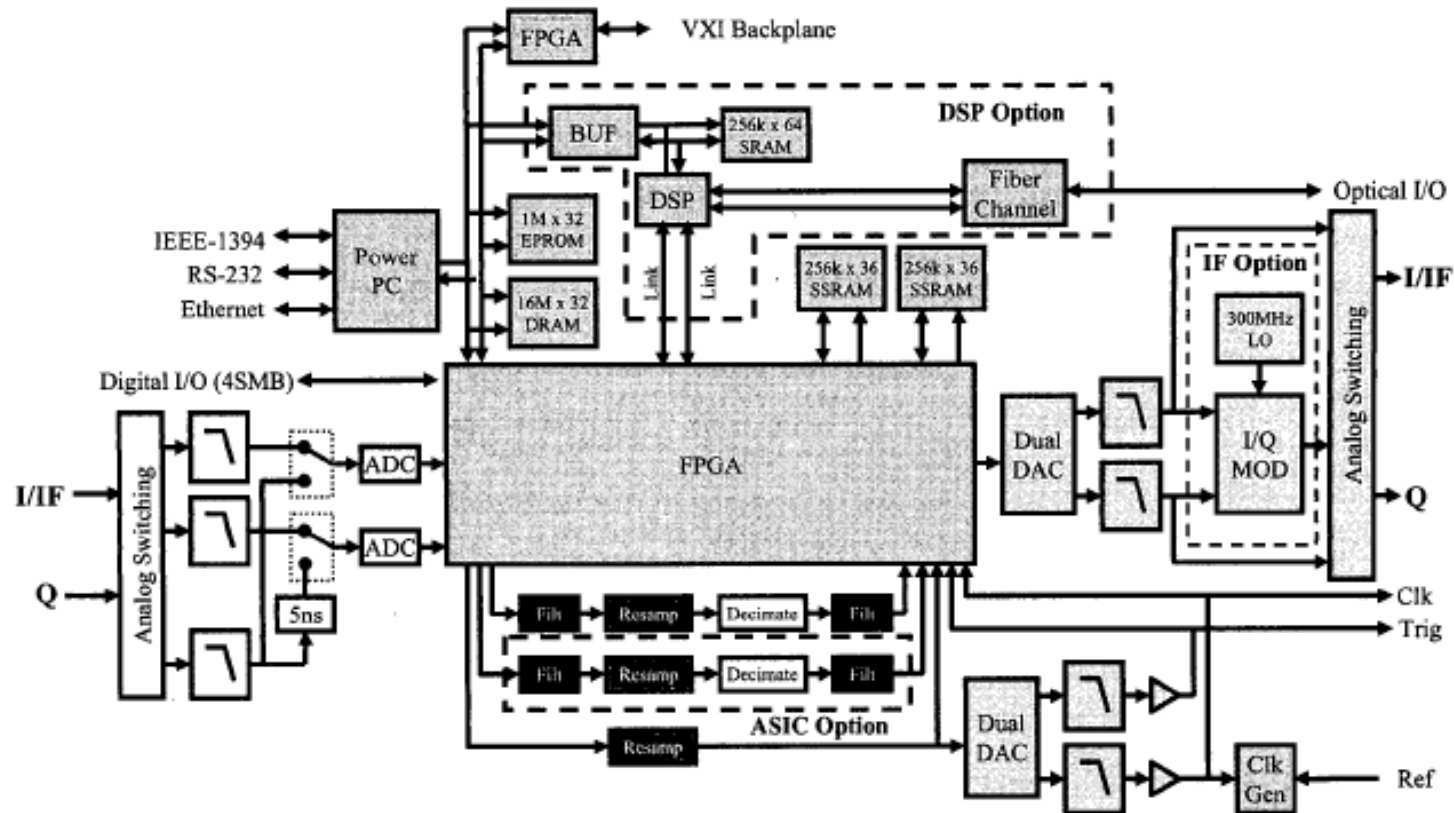 FPGA
VXI Backplane
DSP Option
BUF
256k x 64
SRAM
DSP
Fiber
Channel
Optical I/O
IEEE-1394
RS-232
Ethernet
Power
PC
1M x 32
EPROM
16M x 32
DRAM
Link
Link
256k x 36
SSRAM
256k x 36
SSRAM
IF Option
300MHz
LO
I/Q
MOD
Analog Switching
I/IF
Q
Digital I/O (4SMB)
I/IF
Q
Analog Switching
5ns
ADC
ADC
FPGA
Dual
DAC
Filt
Resamp
Decimate
Filt
Filt
Resamp
Decimate
Filt
ASIC Option
Resamp
Clk
Trig
Dual
DAC
Clk
Gen
Ref